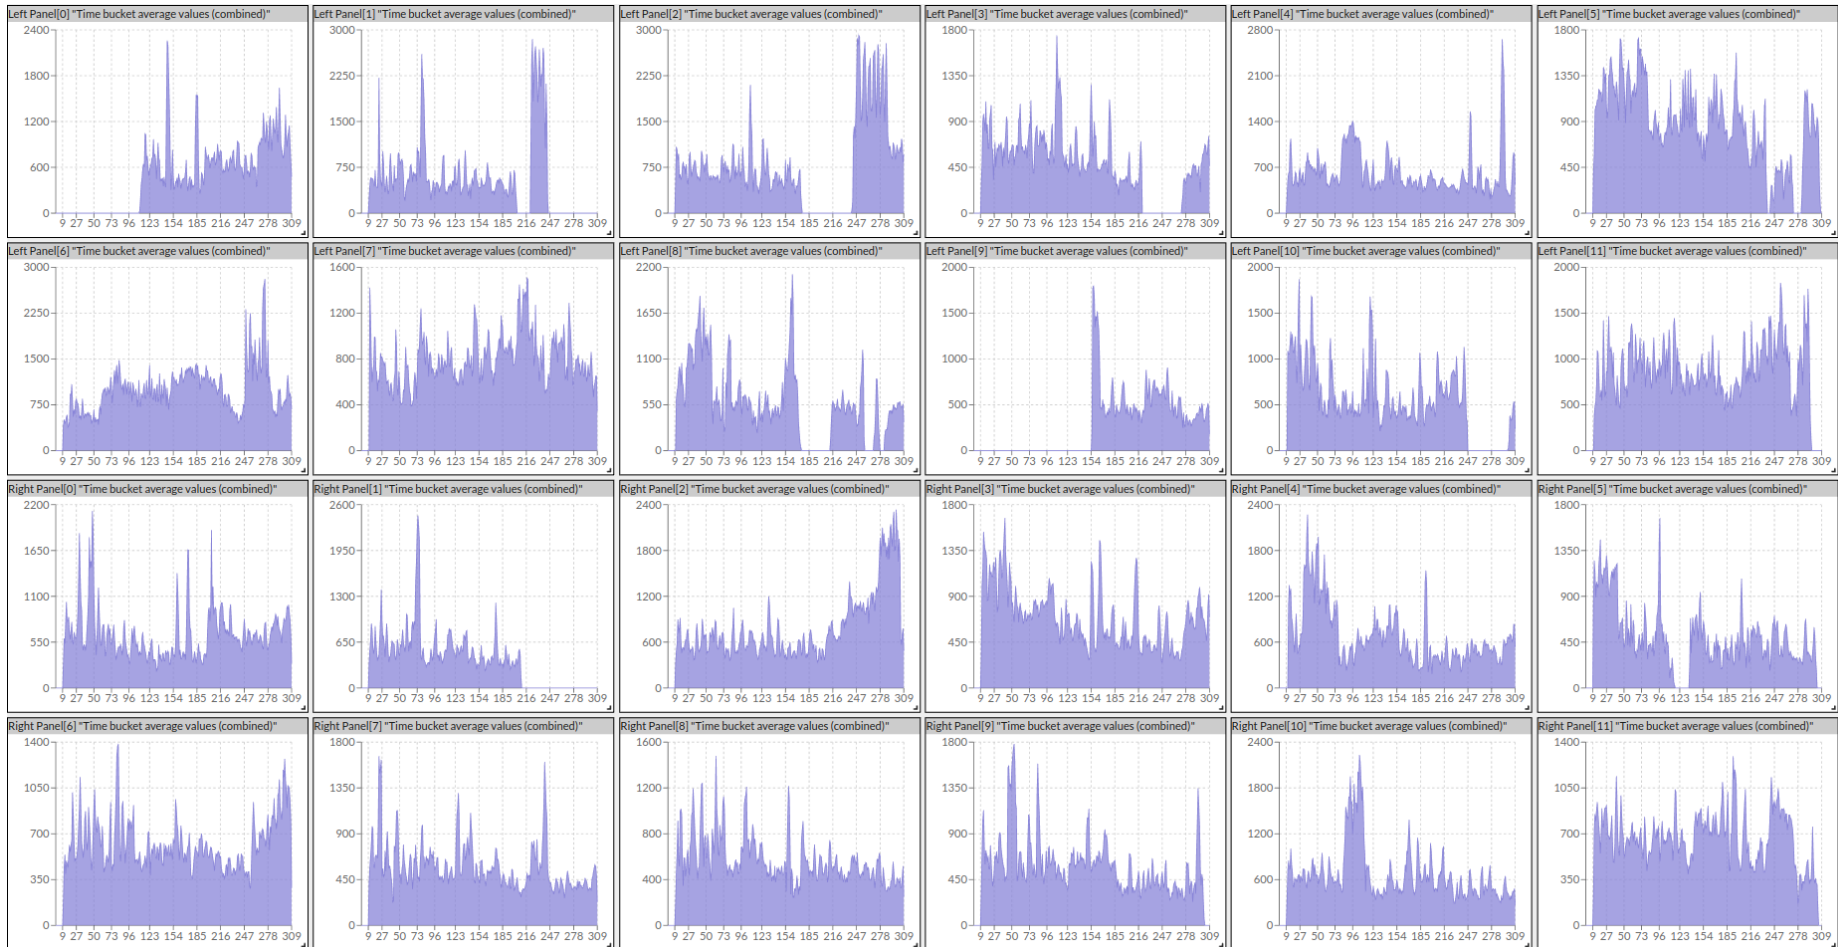 Left Panel[0] "Time bucket average values (combined)"
2400
1800
1200
600
0
9 27 50 73 96 123 154 185 216 247 278 309
Left Panel[1] "Time bucket average values (combined)"
3000
2250
1500
750
0
9 27 50 73 96 123 154 185 216 247 278 309
Left Panel[2] "Time bucket average values (combined)"
3000
2250
1500
750
0
9 27 50 73 96 123 154 185 216 247 278 309
Left Panel[3] "Time bucket average values (combined)"
1800
1350
900
450
0
9 27 50 73 96 123 154 185 216 247 278 309
Left Panel[4] "Time bucket average values (combined)"
2800
2100
1400
700
0
9 27 50 73 96 123 154 185 216 247 278 309
Left Panel[5] "Time bucket average values (combined)"
1800
1350
900
450
0
9 27 50 73 96 123 154 185 216 247 278 309
Left Panel[6] "Time bucket average values (combined)"
3000
2250
1500
750
0
9 27 50 73 96 123 154 185 216 247 278 309
Left Panel[7] "Time bucket average values (combined)"
1600
1200
800
400
0
9 27 50 73 96 123 154 185 216 247 278 309
Left Panel[8] "Time bucket average values (combined)"
2200
1650
1100
550
0
9 27 50 73 96 123 154 185 216 247 278 309
Left Panel[9] "Time bucket average values (combined)"
2000
1500
1000
500
0
9 27 50 73 96 123 154 185 216 247 278 309
Left Panel[10] "Time bucket average values (combined)"
2000
1500
1000
500
0
9 27 50 73 96 123 154 185 216 247 278 309
Left Panel[11] "Time bucket average values (combined)"
2000
1500
1000
500
0
9 27 50 73 96 123 154 185 216 247 278 309
Right Panel[0] "Time bucket average values (combined)"
2200
1650
1100
550
0
9 27 50 73 96 123 154 185 216 247 278 309
Right Panel[1] "Time bucket average values (combined)"
2600
1950
1300
650
0
9 27 50 73 96 123 154 185 216 247 278 309
Right Panel[2] "Time bucket average values (combined)"
2400
1800
1200
600
0
9 27 50 73 96 123 154 185 216 247 278 309
Right Panel[3] "Time bucket average values (combined)"
1800
1350
900
450
0
9 27 50 73 96 123 154 185 216 247 278 309
Right Panel[4] "Time bucket average values (combined)"
2400
1800
1200
600
0
9 27 50 73 96 123 154 185 216 247 278 309
Right Panel[5] "Time bucket average values (combined)"
1800
1350
900
450
0
9 27 50 73 96 123 154 185 216 247 278 309
Right Panel[6] "Time bucket average values (combined)"
1400
1050
700
350
0
9 27 50 73 96 123 154 185 216 247 278 309
Right Panel[7] "Time bucket average values (combined)"
1800
1350
900
450
0
9 27 50 73 96 123 154 185 216 247 278 309
Right Panel[8] "Time bucket average values (combined)"
1600
1200
800
400
0
9 27 50 73 96 123 154 185 216 247 278 309
Right Panel[9] "Time bucket average values (combined)"
1800
1350
900
450
0
9 27 50 73 96 123 154 185 216 247 278 309
Right Panel[10] "Time bucket average values (combined)"
2400
1800
1200
600
0
9 27 50 73 96 123 154 185 216 247 278 309
Right Panel[11] "Time bucket average values (combined)"
1400
1050
700
350
0
9 27 50 73 96 123 154 185 216 247 278 309